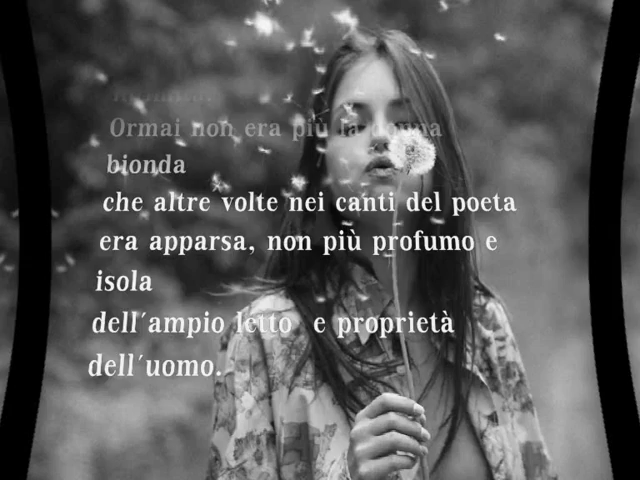 Ormai non era più la donna
bionda
che altre volte nei canti del poeta
era apparsa, non più profumo e
isola
dell´ampio letto e proprietà
dell´uomo.